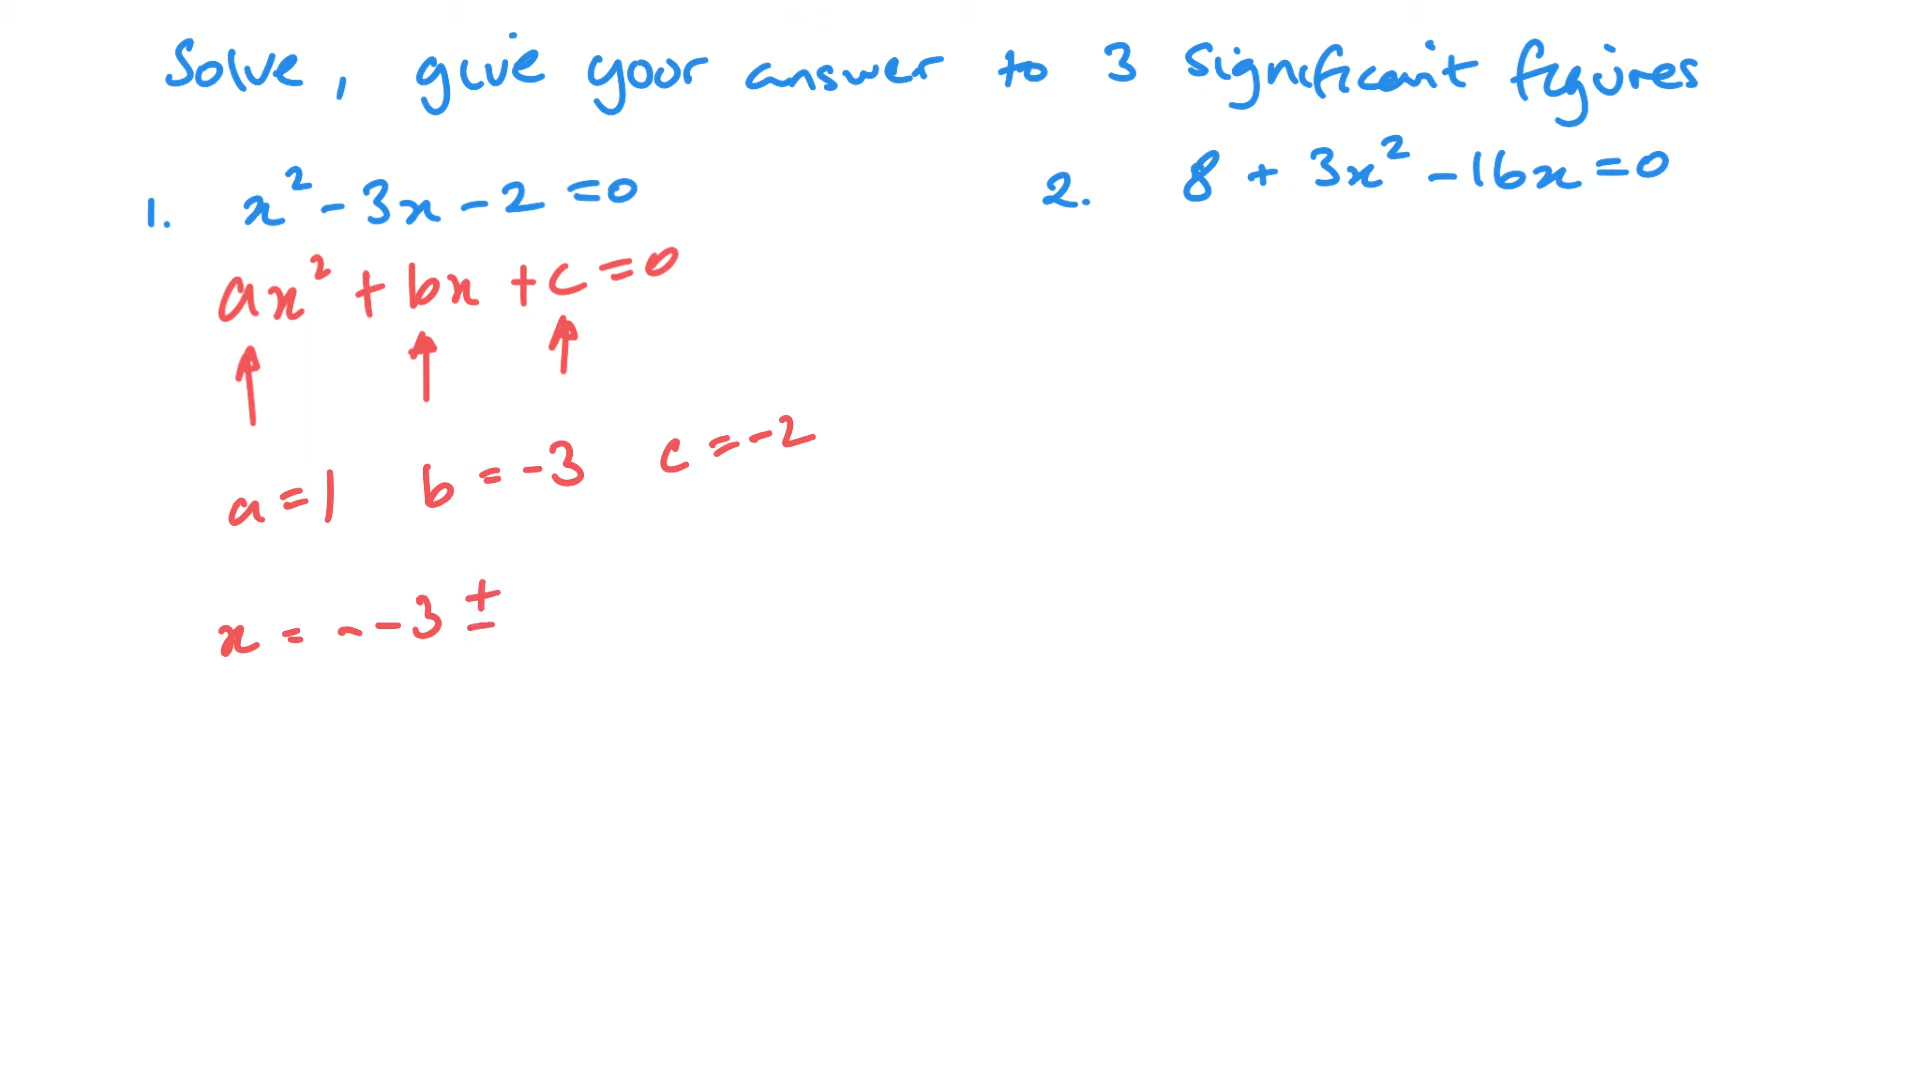 Solve, give your answer to 3 significant figures
1. x² - 3x - 2 = 0
2. 8 + 3x² - 16x = 0
ax² + bx + c = 0
a = 1 b = -3 c = -2
x = - -3 ±